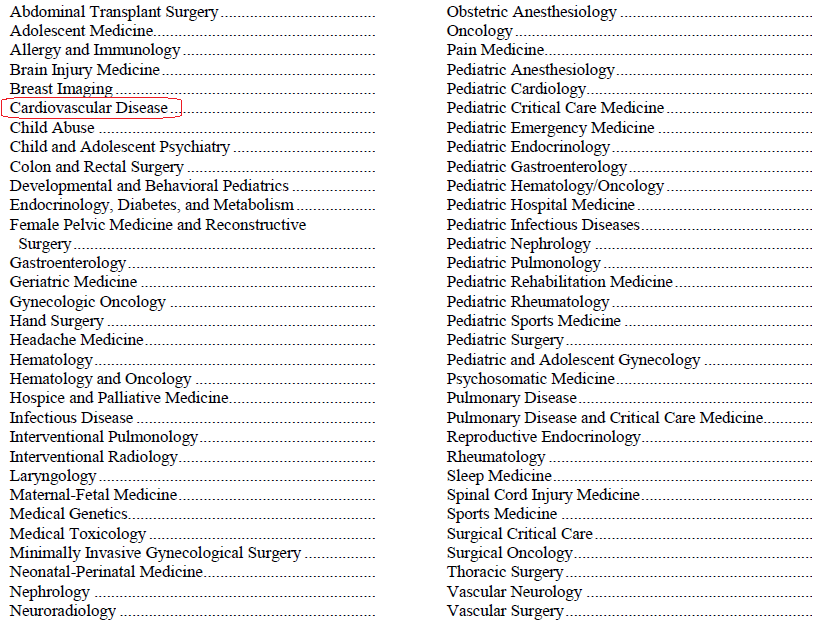 Abdominal Transplant Surgery
Adolescent Medicine
Allergy and Immunology
Brain Injury Medicine
Breast Imaging
Cardiovascular Disease
Child Abuse
Child and Adolescent Psychiatry
Colon and Rectal Surgery
Developmental and Behavioral Pediatrics
Endocrinology, Diabetes, and Metabolism
Female Pelvic Medicine and Reconstructive
Surgery
Gastroenterology
Geriatric Medicine
Gynecologic Oncology
Hand Surgery
Headache Medicine
Hematology
Hematology and Oncology
Hospice and Palliative Medicine
Infectious Disease
Interventional Pulmonology
Interventional Radiology
Laryngology
Maternal-Fetal Medicine
Medical Genetics
Medical Toxicology
Minimally Invasive Gynecological Surgery
Neonatal-Perinatal Medicine
Nephrology
Neuroradiology
Obstetric Anesthesiology
Oncology
Pain Medicine
Pediatric Anesthesiology
Pediatric Cardiology
Pediatric Critical Care Medicine
Pediatric Emergency Medicine
Pediatric Endocrinology
Pediatric Gastroenterology
Pediatric Hematology/Oncology
Pediatric Hospital Medicine
Pediatric Infectious Diseases
Pediatric Nephrology
Pediatric Pulmonology
Pediatric Rehabilitation Medicine
Pediatric Rheumatology
Pediatric Sports Medicine
Pediatric Surgery
Pediatric and Adolescent Gynecology
Psychosomatic Medicine
Pulmonary Disease
Pulmonary Disease and Critical Care Medicine
Reproductive Endocrinology
Rheumatology
Sleep Medicine
Spinal Cord Injury Medicine
Sports Medicine
Surgical Critical Care
Surgical Oncology
Thoracic Surgery
Vascular Neurology
Vascular Surgery